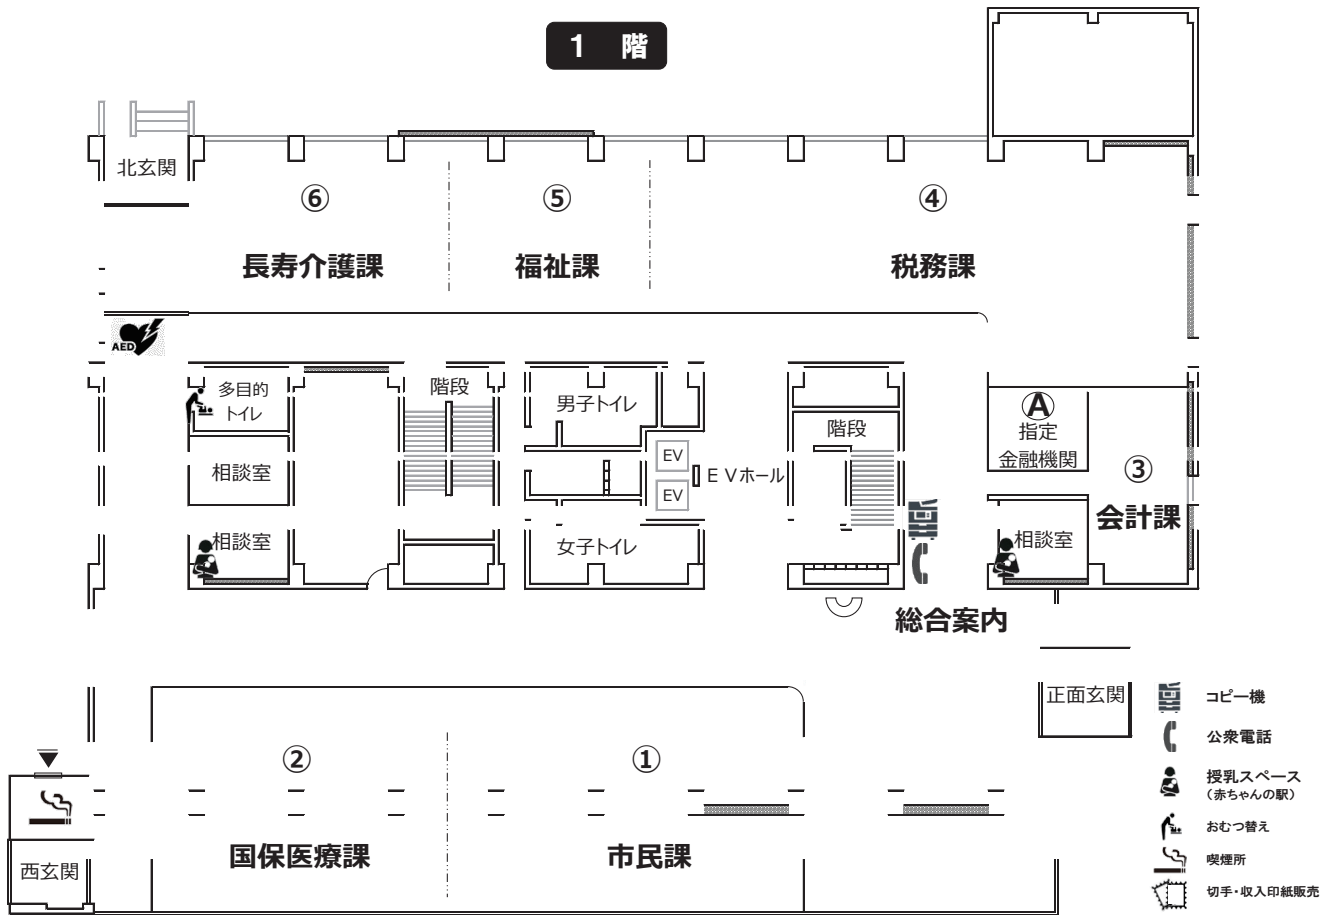 1 階
北玄関
⑥
⑤
④
長寿介護課
福祉課
税務課
AED
多目的
トイレ
階段
男子トイレ
階段
Ⓐ
指定
金融機関
EV
EVホール
EV
相談室
③
会計課
相談室
女子トイレ
相談室
総合案内
正面玄関
コピー機
公衆電話
授乳スペース
(赤ちゃんの駅)
おむつ替え
喫煙所
切手・収入印紙販売
②
①
国保医療課
市民課
西玄関